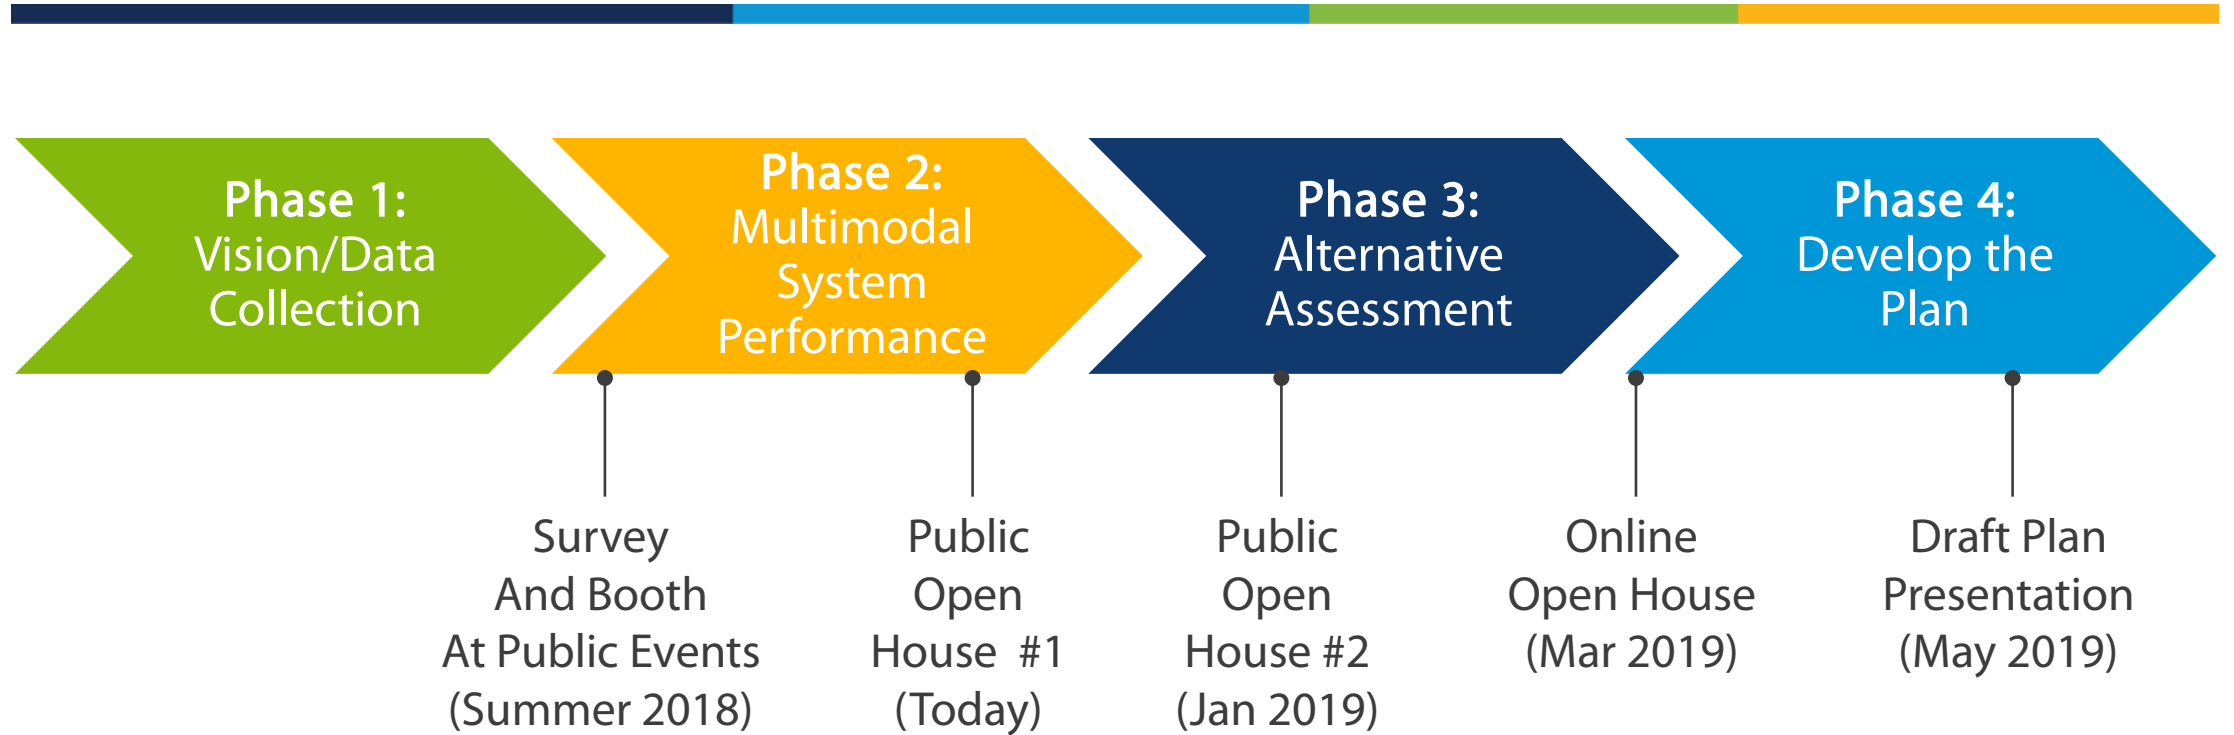 Phase 1:
Vision/Data
Collection
Phase 2:
Multimodal
System
Performance
Phase 3:
Alternative
Assessment
Phase 4:
Develop the
Plan
Survey
And Booth
At Public Events
(Summer 2018)
Public
Open
House #1
(Today)
Public
Open
House #2
(Jan 2019)
Online
Open House
(Mar 2019)
Draft Plan
Presentation
(May 2019)